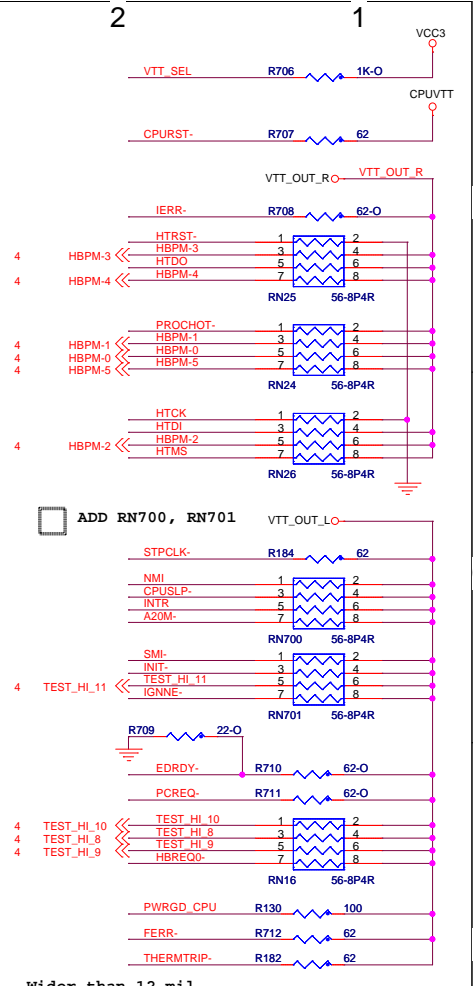 2 1
VCC3
VTT_SEL R706 1K-O
CPUVTT
CPURST- R707 62
VTT_OUT_R VTT_OUT_R
IERR- R708 62-O
HTRST- 1 2
4 HBPM-3 HBPM-3 3 4
HTDO 5 6
4 HBPM-4 HBPM-4 7 8
RN25 56-8P4R
PROCHOT- 1 2
4 HBPM-1 HBPM-1 3 4
4 HBPM-0 HBPM-0 5 6
4 HBPM-5 HBPM-5 7 8
RN24 56-8P4R
HTCK 1 2
HTDI 3 4
4 HBPM-2 HBPM-2 5 6
HTMS 7 8
RN26 56-8P4R
ADD RN700, RN701 VTT_OUT_L
STPCLK- R184 62
NMI 1 2
CPUSLP- 3 4
INTR 5 6
A20M- 7 8
RN700 56-8P4R
SMI- 1 2
INIT- 3 4
4 TEST_HI_11 TEST_HI_11 5 6
IGNNE- 7 8
RN701 56-8P4R
R709 22-O
EDRDY- R710 62-O
PCREQ- R711 62-O
4 TEST_HI_10 TEST_HI_10 1 2
4 TEST_HI_8 TEST_HI_8 3 4
4 TEST_HI_9 TEST_HI_9 5 6
HBREQ0- 7 8
RN16 56-8P4R
PWRGD_CPU R130 100
FERR- R712 62
THERMTRIP- R182 62
Wider than 12 mil